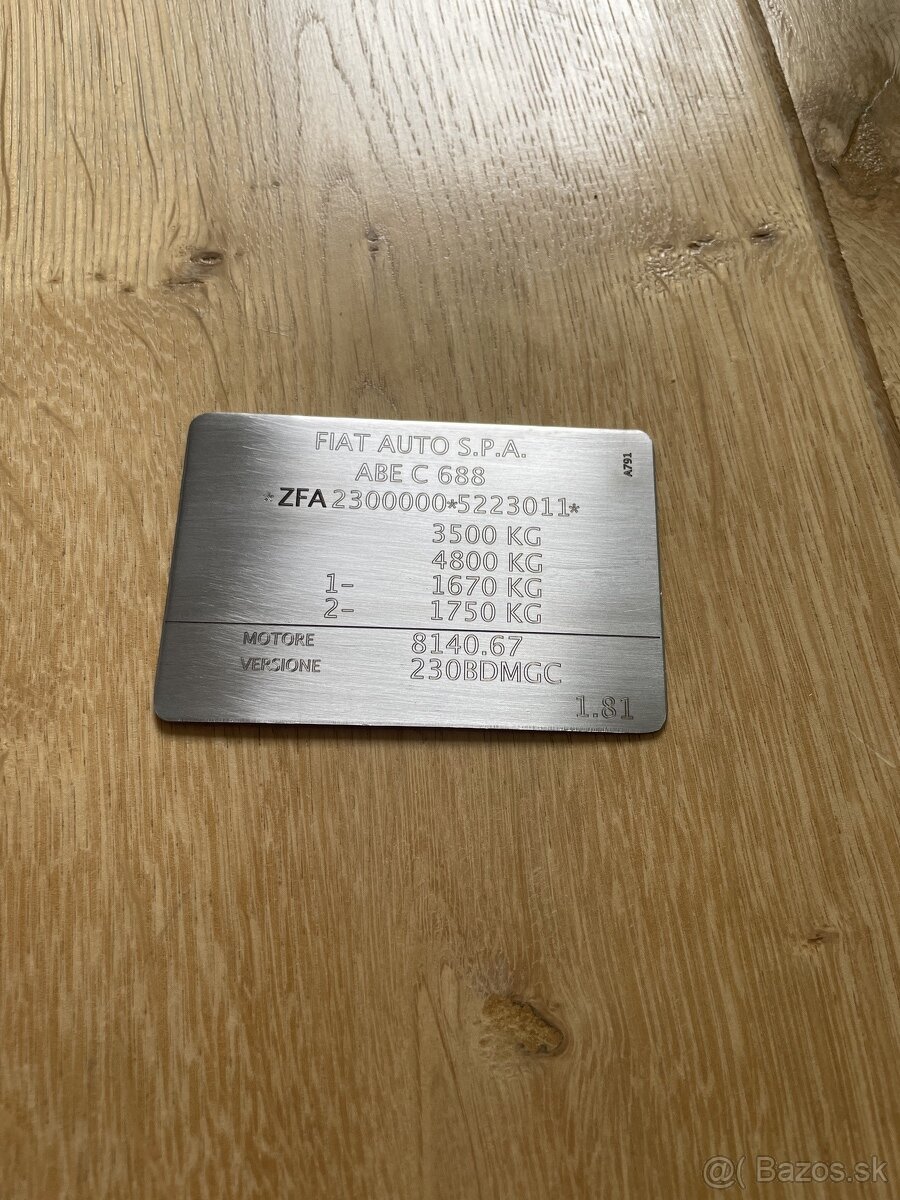 FIAT AUTO S.P.A.
ABE C 688
A791
*ZFA2300000*5223011*
3500 KG
4800 KG
1- 1670 KG
2- 1750 KG
MOTORE 8140.67
VERSIONE 230BDMGC
1.81
@( Bazos.sk